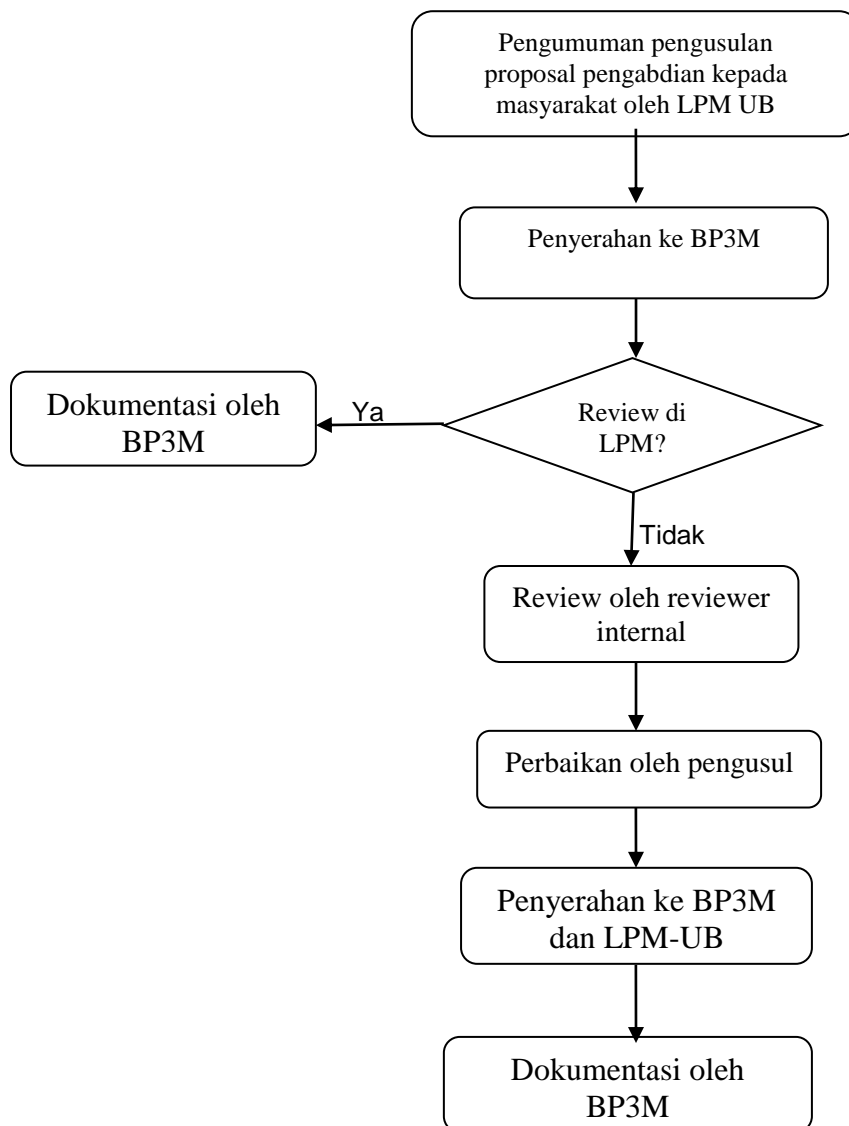 Pengumuman pengusulan
proposal pengabdian kepada
masyarakat oleh LPM UB
Penyerahan ke BP3M
Dokumentasi oleh
BP3M
Ya
Review di
LPM?
Tidak
Review oleh reviewer
internal
Perbaikan oleh pengusul
Penyerahan ke BP3M
dan LPM-UB
Dokumentasi oleh
BP3M